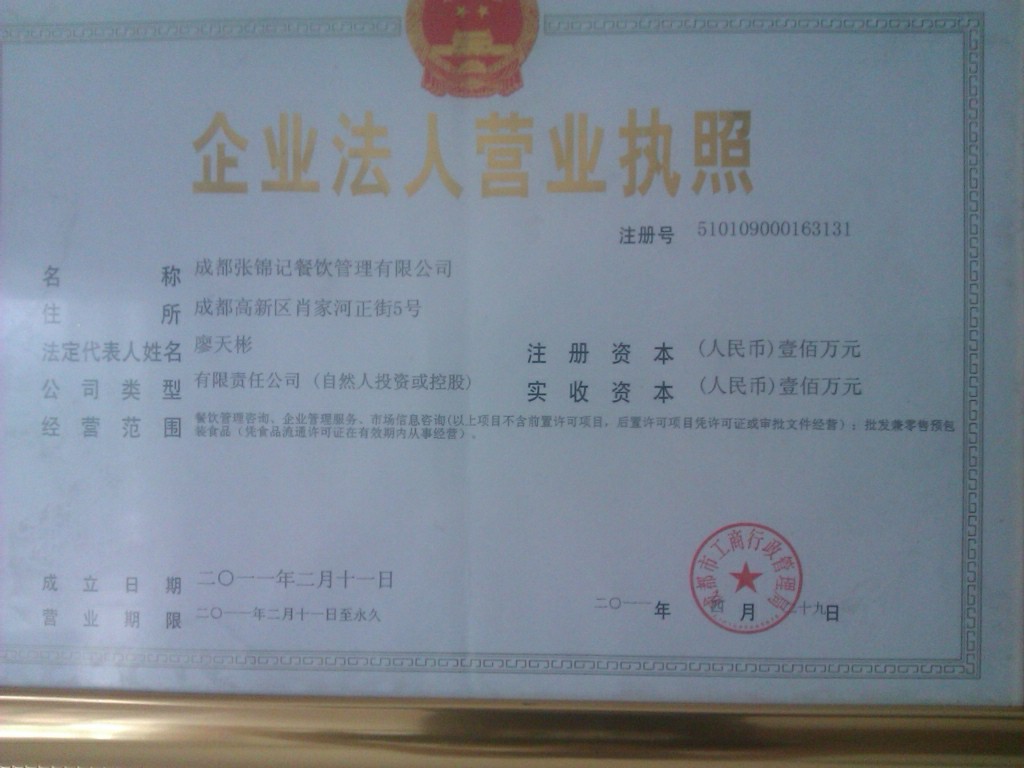 企业法人营业执照
注册号 510109000163131
名称 成都张锦记餐饮管理有限公司
住所 成都高新区肖家河正街5号
法定代表人姓名 廖天彬
注册资本 (人民币)壹佰万元
公司类型 有限责任公司 (自然人投资或控股)
实收资本 (人民币)壹佰万元
经营范围 餐饮管理咨询、企业管理服务、市场信息咨询(以上项目不含前置许可项目，后置许可项目凭许可证或审批文件经营)；批发兼零售预包
装食品（凭食品流通许可证在有效期内从事经营）。
成立日期 二〇一一年二月十一日
营业期限 二〇一一年二月十一日至永久
成都市工商行政管理局
二〇一一年 四月 十九日